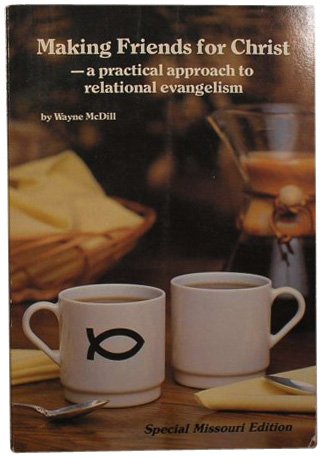 Making Friends for Christ
—a practical approach to
relational evangelism
by Wayne McDill
Special Missouri Edition